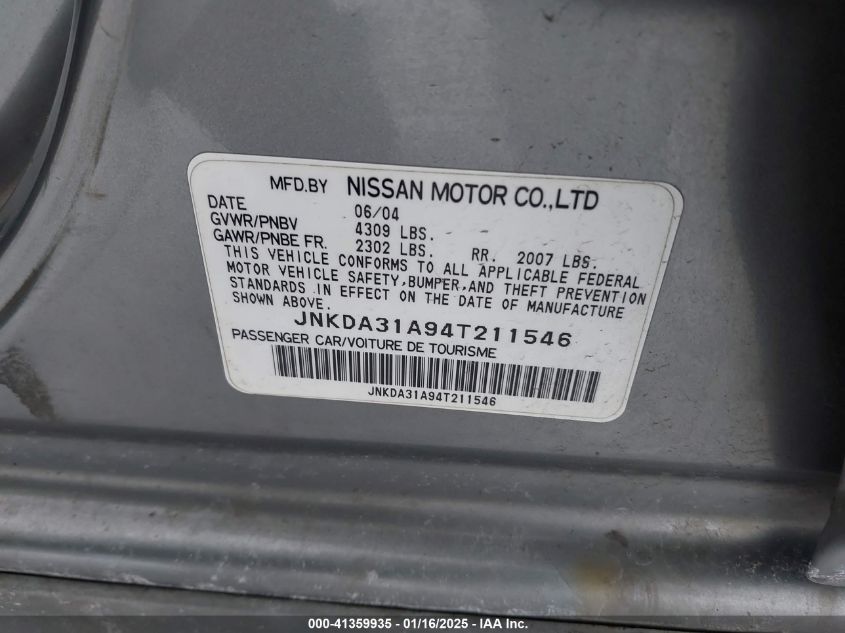 MFD.BY NISSAN MOTOR CO.,LTD
DATE 06/04
GVWR/PNBV 4309 LBS.
GAWR/PNBE FR. 2302 LBS. RR. 2007 LBS.
THIS VEHICLE CONFORMS TO ALL APPLICABLE FEDERAL
MOTOR VEHICLE SAFETY,BUMPER,AND THEFT PREVENTION
STANDARDS IN EFFECT ON THE DATE OF MANUFACTURE
SHOWN ABOVE.
JNKDA31A94T211546
PASSENGER CAR/VOITURE DE TOURISME
JNKDA31A94T211546
000-41359935 - 01/16/2025 - IAA Inc.